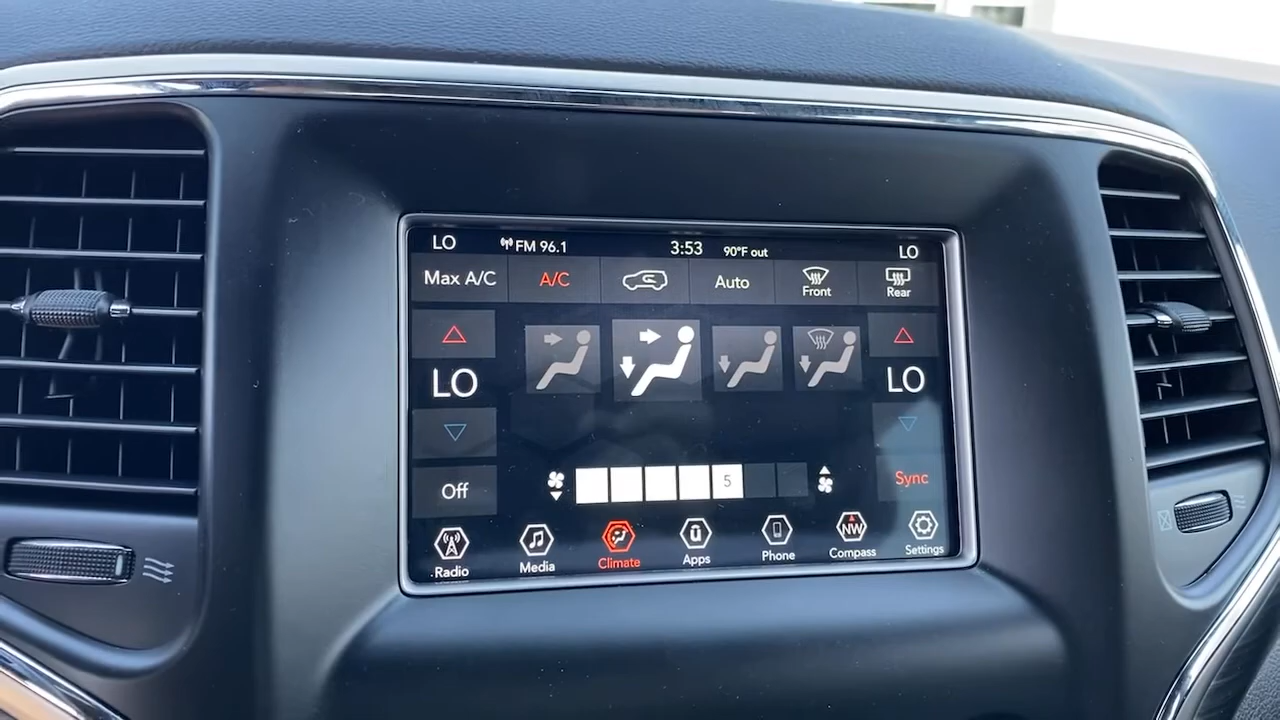 LO FM 96.1 3:53 90°F out LO
Max A/C A/C Auto Front Rear
LO LO
Off 5 Sync
Radio Media Climate Apps Phone NW Compass Settings